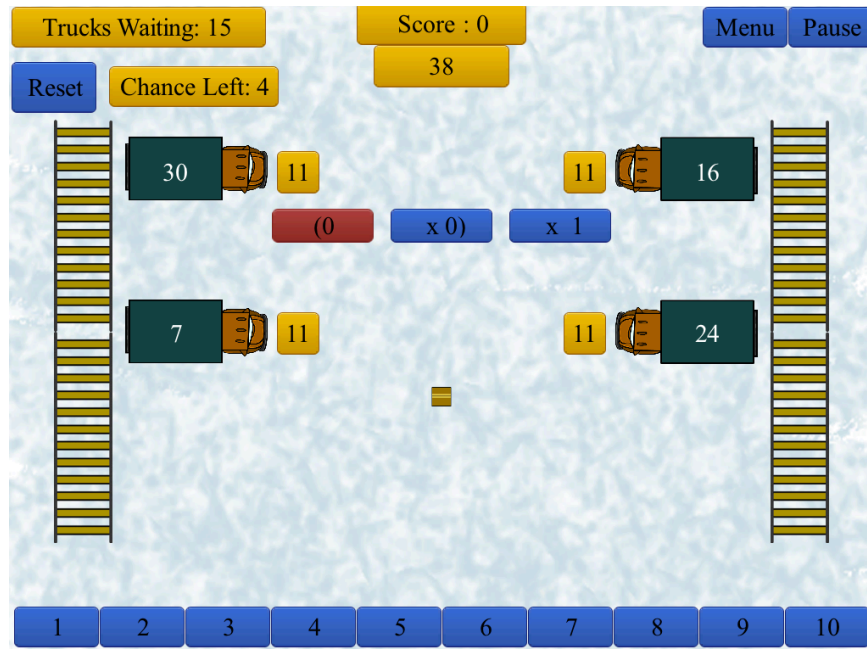 Trucks Waiting: 15
Score : 0
Menu
Pause
38
Reset
Chance Left: 4
30
11
11
16
(0
x 0)
x 1
7
11
11
24
1
2
3
4
5
6
7
8
9
10